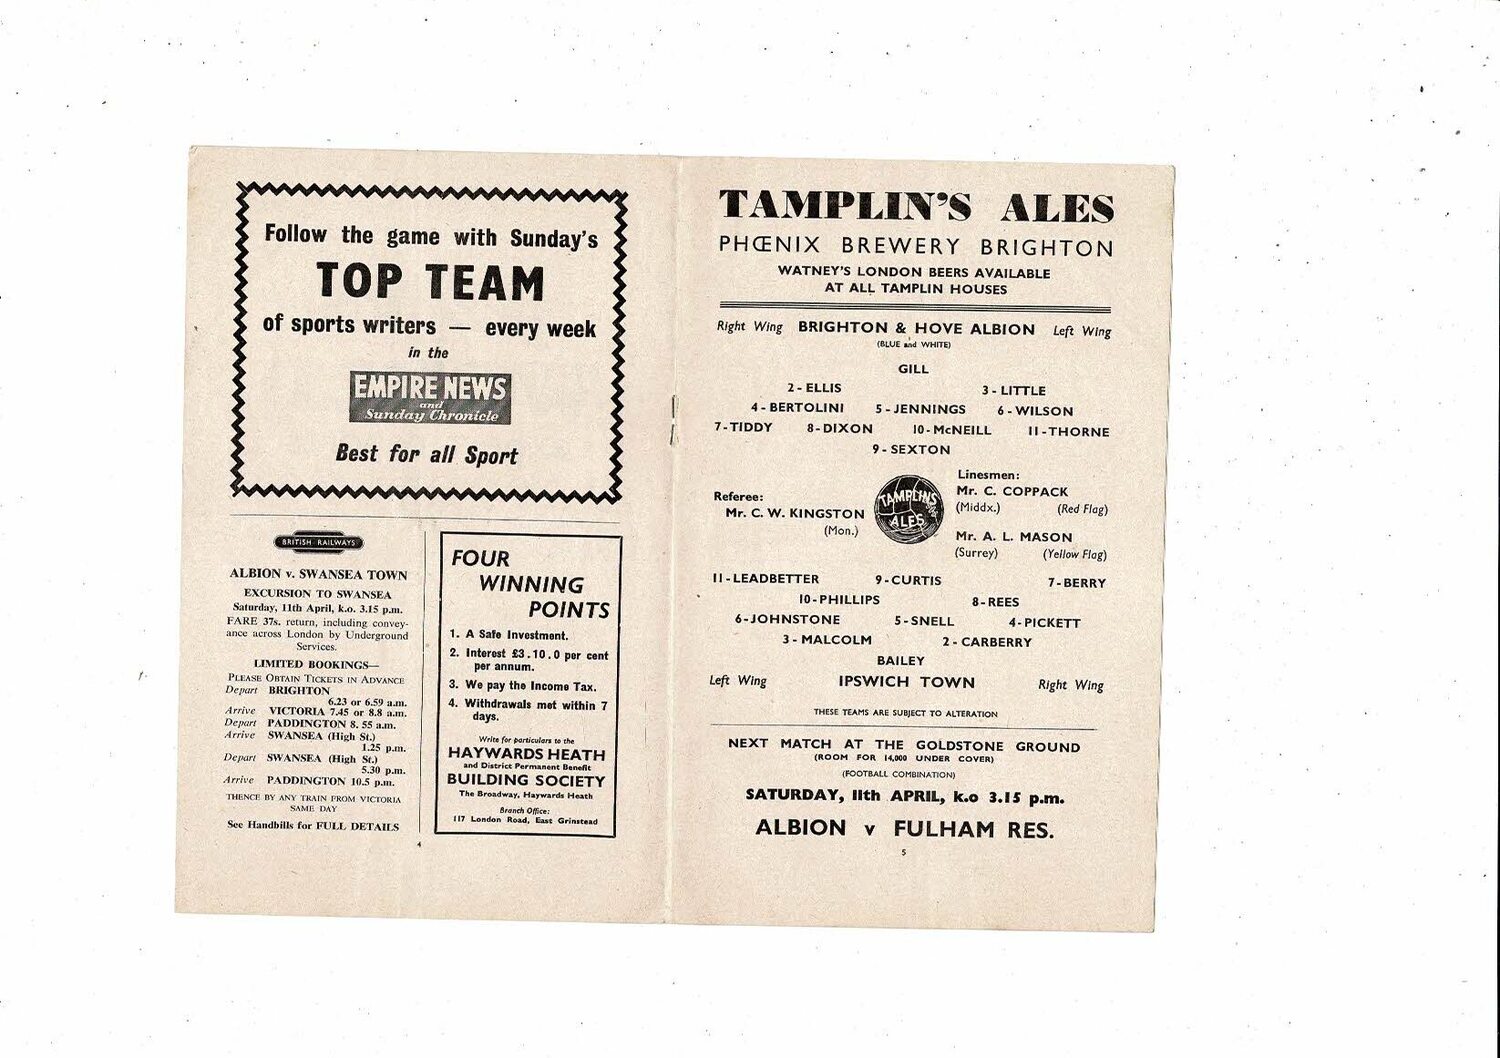 Follow the game with Sunday's
TOP TEAM
of sports writers — every week
in the
EMPIRE NEWS
and
Sunday Chronicle
Best for all Sport
BRITISH RAILWAYS
ALBION v. SWANSEA TOWN
EXCURSION TO SWANSEA
Saturday, 11th April, k.o. 3.15 p.m.
FARE 37s. return, including convey-
ance across London by Underground
Services.
LIMITED BOOKINGS—
PLEASE OBTAIN TICKETS IN ADVANCE
Depart BRIGHTON
6.23 or 6.59 a.m.
Arrive VICTORIA 7.45 or 8.8 a.m.
Depart PADDINGTON 8. 55 a.m.
Arrive SWANSEA (High St.)
1.25 p.m.
Depart SWANSEA (High St.)
5.30 p.m.
Arrive PADDINGTON 10.5 p.m.
THENCE BY ANY TRAIN FROM VICTORIA
SAME DAY
See Handbills for FULL DETAILS
FOUR
WINNING
POINTS
1. A Safe Investment.
2. Interest £3.10.0 per cent
per annum.
3. We pay the Income Tax.
4. Withdrawals met within 7
days.
Write for particulars to the
HAYWARDS HEATH
and District Permanent Benefit
BUILDING SOCIETY
The Broadway, Haywards Heath
Branch Office:
117 London Road, East Grinstead
4
TAMPLIN'S ALES
PHŒNIX BREWERY BRIGHTON
WATNEY'S LONDON BEERS AVAILABLE
AT ALL TAMPLIN HOUSES
Right Wing BRIGHTON & HOVE ALBION Left Wing
(BLUE and WHITE)
GILL
2 - ELLIS 3 - LITTLE
4 - BERTOLINI 5 - JENNINGS 6 - WILSON
7 - TIDDY 8 - DIXON 10 - McNEILL 11 - THORNE
9 - SEXTON
Referee:
Mr. C. W. KINGSTON
(Mon.)
TAMPLINS
ALES
Linesmen:
Mr. C. COPPACK
(Middx.) (Red Flag)
Mr. A. L. MASON
(Surrey) (Yellow Flag)
11 - LEADBETTER 9 - CURTIS 7 - BERRY
10 - PHILLIPS 8 - REES
6 - JOHNSTONE 5 - SNELL 4 - PICKETT
3 - MALCOLM 2 - CARBERRY
BAILEY
Left Wing IPSWICH TOWN Right Wing
THESE TEAMS ARE SUBJECT TO ALTERATION
NEXT MATCH AT THE GOLDSTONE GROUND
(ROOM FOR 14,000 UNDER COVER)
(FOOTBALL COMBINATION)
SATURDAY, 11th APRIL, k.o 3.15 p.m.
ALBION v FULHAM RES.
5